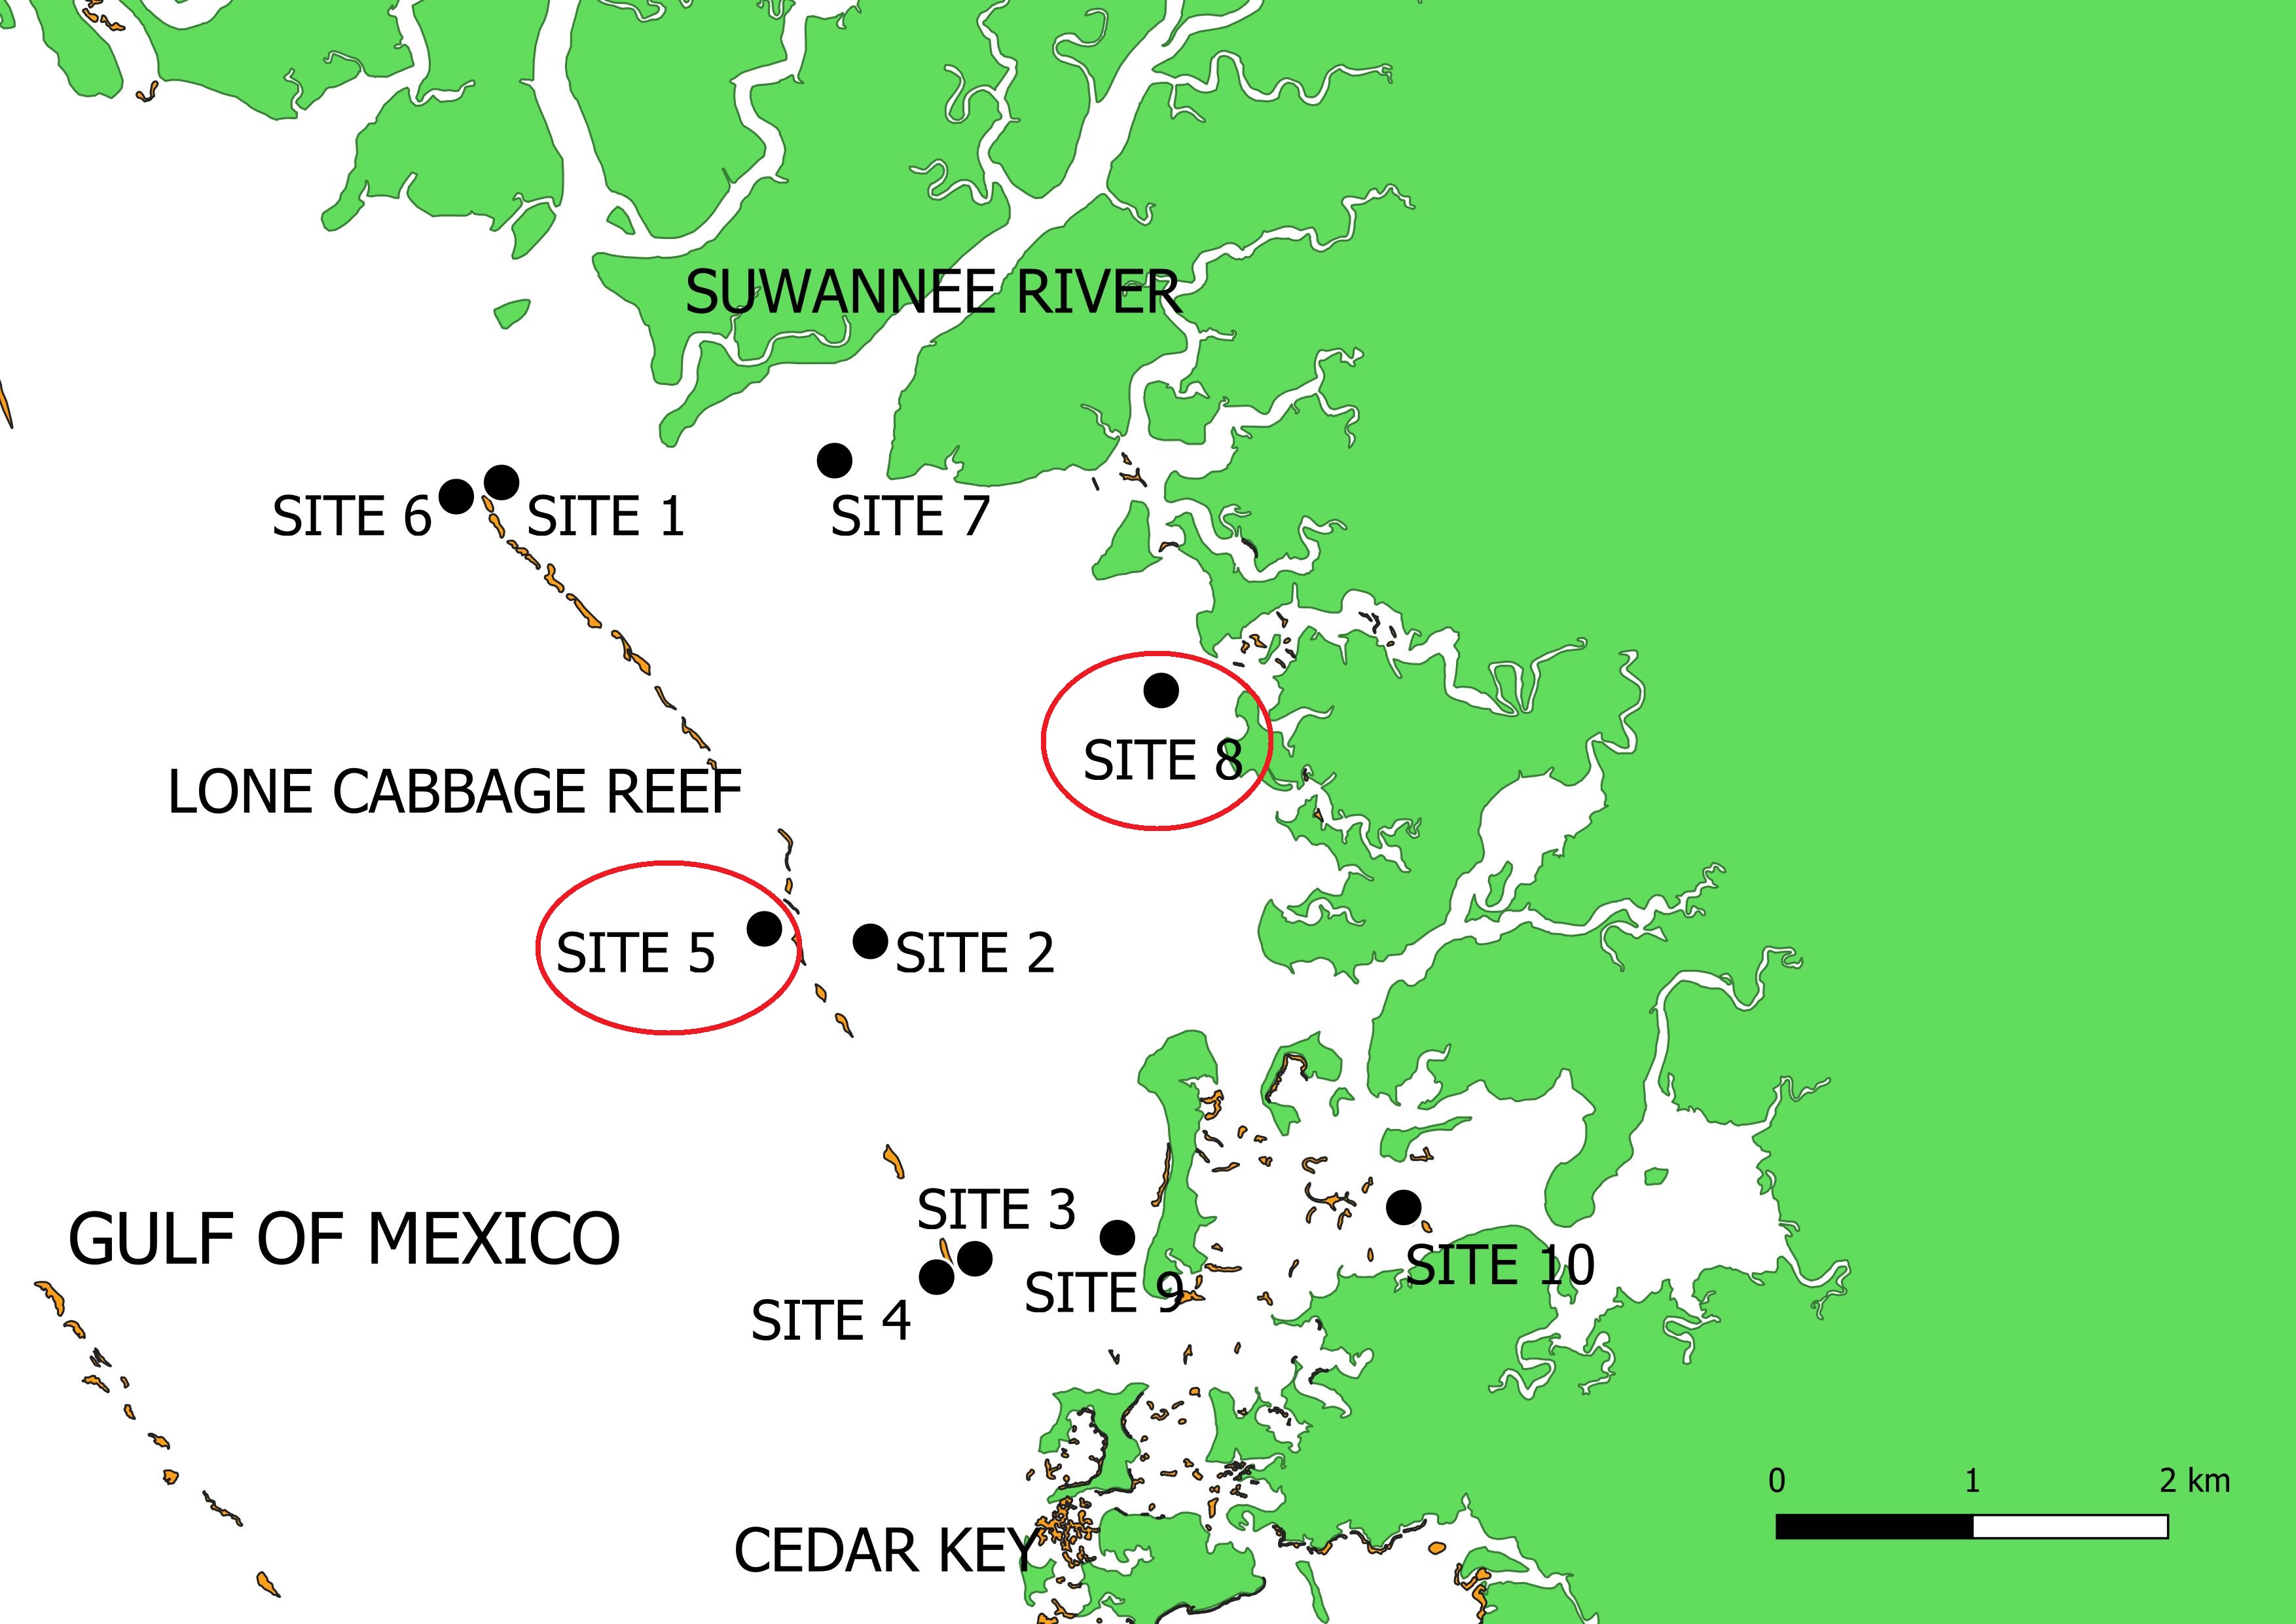 SUWANNEE RIVER
SITE 6
SITE 1
SITE 7
SITE 8
LONE CABBAGE REEF
SITE 5
SITE 2
SITE 3
GULF OF MEXICO
SITE 10
SITE 9
SITE 4
0 1 2 km
CEDAR KEY